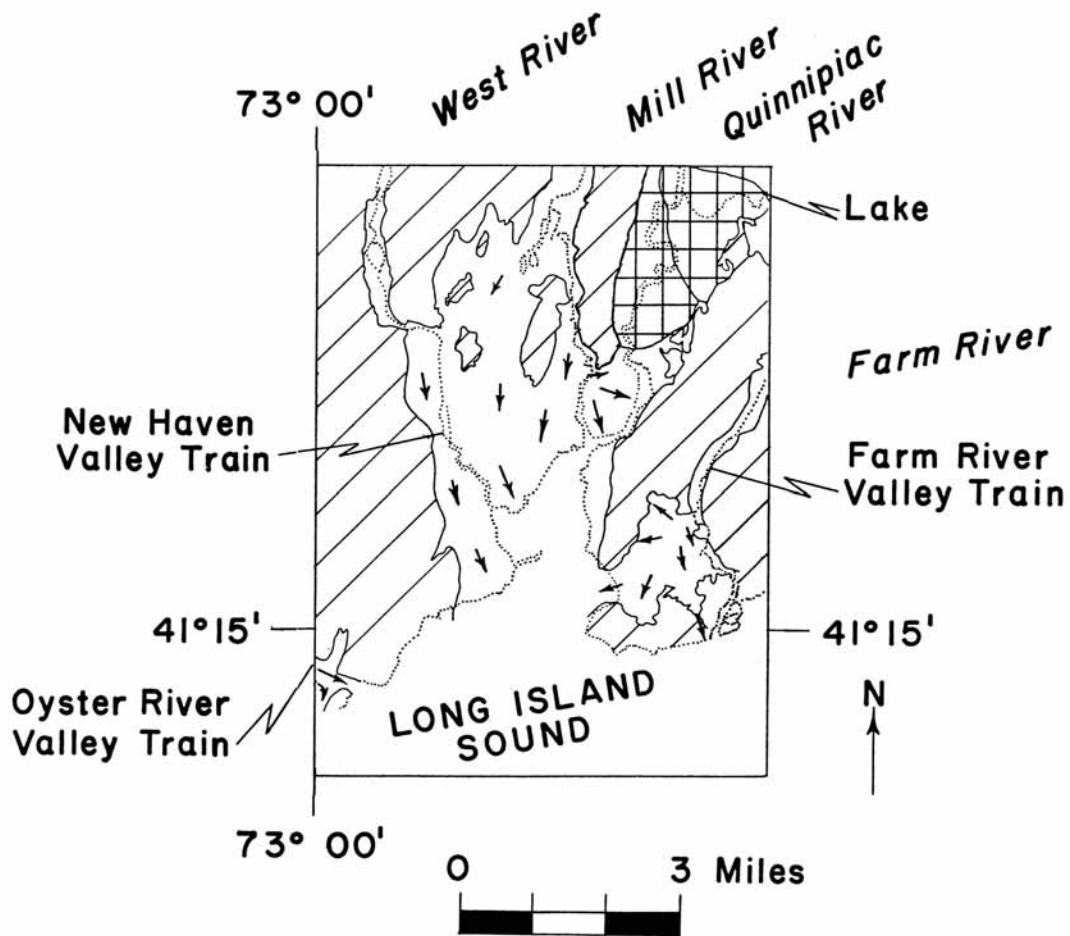 West River
Mill River
Quinnipiac
River
73° 00'
Lake
Farm River
New Haven
Valley Train
Farm River
Valley Train
41°15'
41°15'
Oyster River
Valley Train
LONG ISLAND
SOUND
N
73° 00'
0 3 Miles